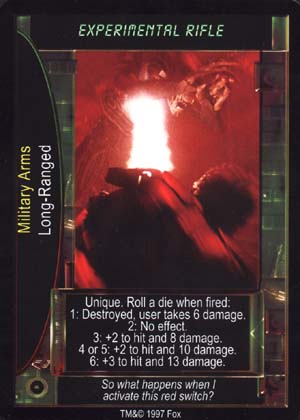 EXPERIMENTAL RIFLE
Military Arms
Long-Ranged
Unique. Roll a die when fired:
1: Destroyed, user takes 6 damage.
2: No effect.
3: +2 to hit and 8 damage.
4 or 5: +2 to hit and 10 damage.
6: +3 to hit and 13 damage.
So what happens when I
activate this red switch?
TM&© 1997 Fox